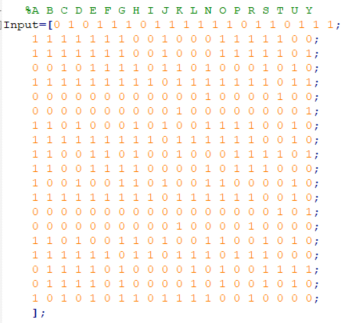 %A B C D E F G H I J K L N O P R S T U Y
Input=[0 1 0 1 1 1 0 1 1 1 1 1 1 0 1 1 0 1 1 1;
1 1 1 1 1 1 1 0 0 1 0 0 0 1 1 1 1 1 0 0;
1 1 1 1 1 1 1 0 0 1 0 0 0 1 1 1 1 1 0 1;
0 0 1 0 1 1 1 1 0 1 1 0 1 0 0 0 0 1 1 0;
1 1 1 1 1 1 1 1 1 1 1 1 0 1 1 1 1 1 0 0;
0 0 0 0 0 0 0 0 0 0 0 0 1 0 0 0 0 1 0 0;
0 0 0 0 0 0 0 0 0 0 0 0 0 0 0 0 0 0 0 1;
1 1 0 1 0 0 0 1 0 1 0 0 1 1 1 1 0 0 1 0;
1 1 1 1 1 1 1 1 1 0 1 1 1 1 1 1 1 0 0 1;
1 1 0 0 1 1 0 1 0 0 1 0 0 0 1 1 1 1 0 1;
1 1 0 0 1 1 1 1 0 0 0 0 1 0 1 1 1 0 0 0;
1 0 0 1 0 0 1 1 0 1 0 0 1 1 0 0 0 1 0 0;
1 1 1 1 1 1 1 1 1 0 1 1 1 1 1 1 0 0 1 0;
0 0 0 0 0 0 0 0 0 0 0 0 0 0 0 0 0 1 0 1;
0 0 0 0 0 0 0 0 0 0 1 0 0 0 0 1 0 0 0 0;
1 1 0 1 0 0 1 1 0 1 0 0 1 1 0 0 1 0 1 0;
1 1 1 1 1 1 1 0 1 1 0 1 1 1 0 0 1 0 0 0;
0 1 1 0 1 0 0 0 0 0 0 1 0 1 0 0 1 1 1 1;
0 1 1 1 0 1 0 0 0 0 1 0 1 1 0 0 0 0 1 0;
1 0 1 0 1 0 1 1 0 1 1 1 1 0 0 1 0 0 0 0;
];